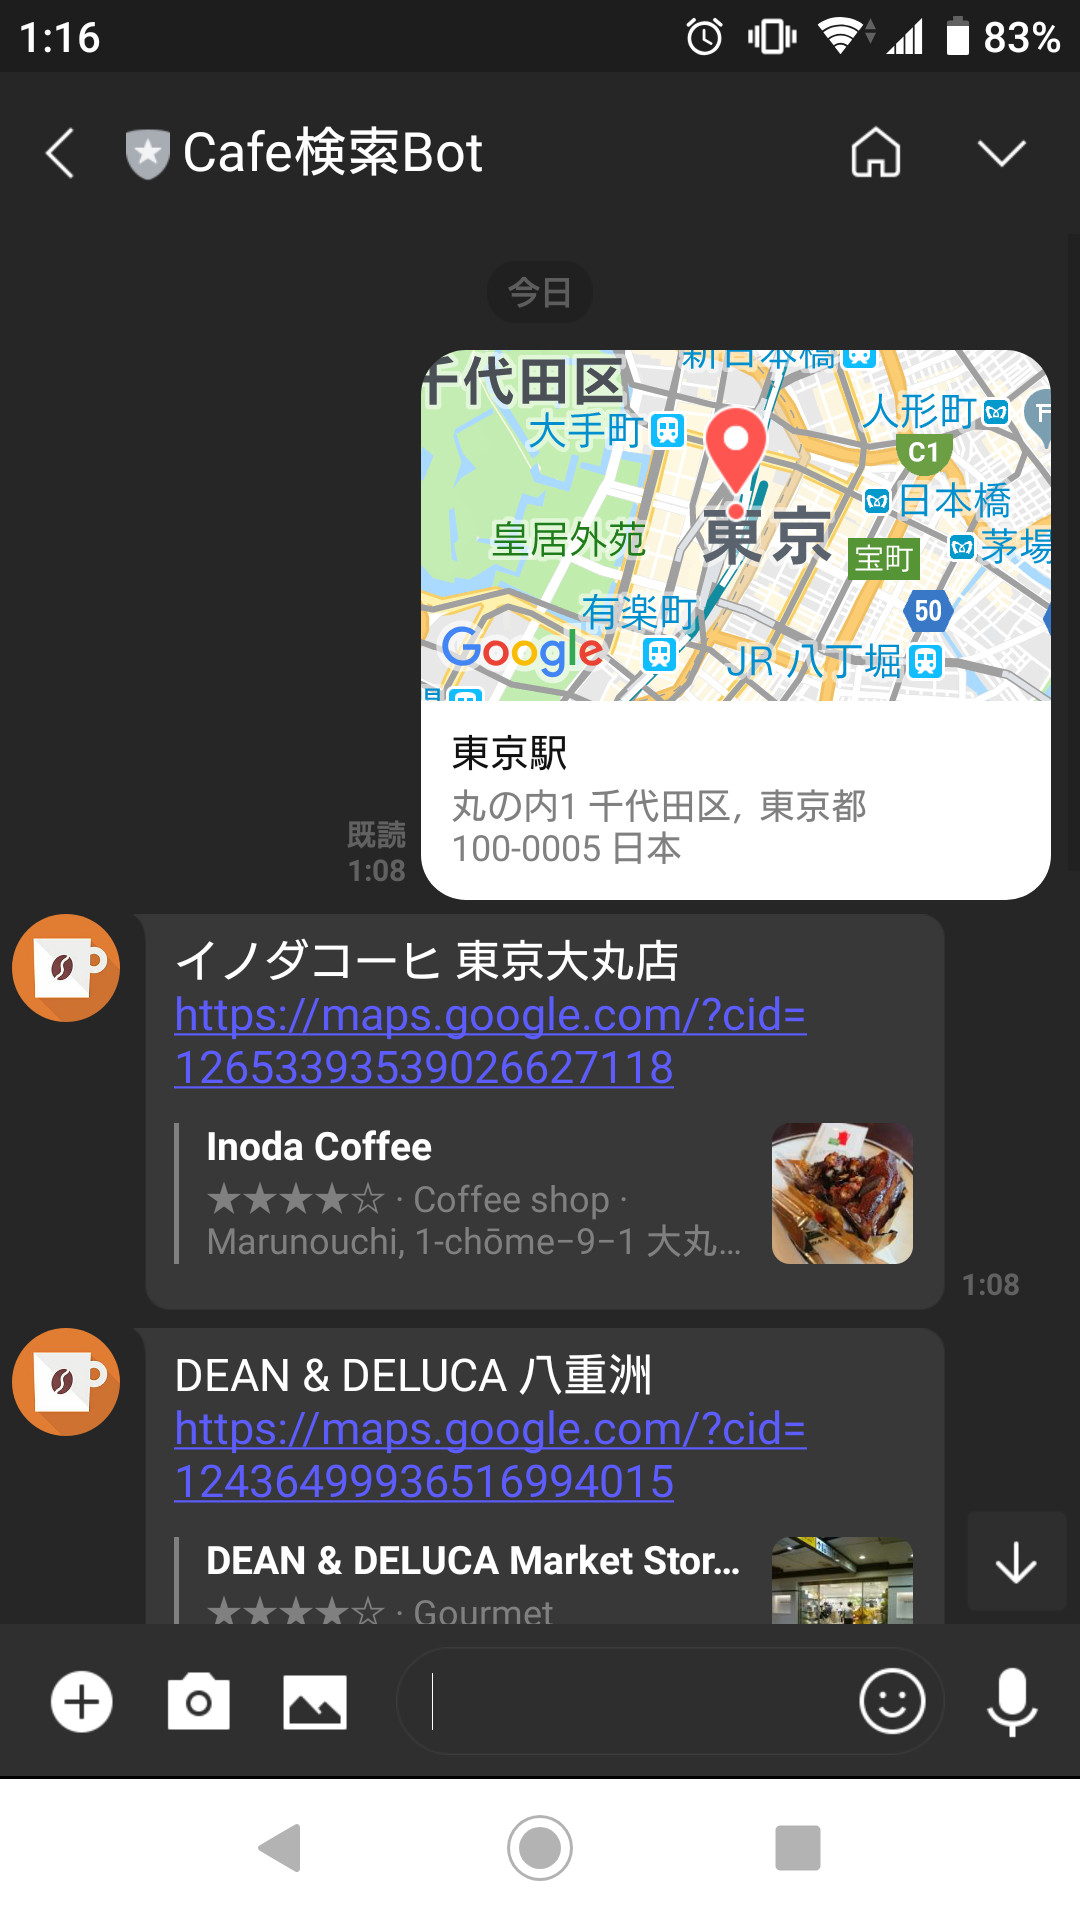 1:16
83%
Cafe検索Bot
今日
千代田区
新日本橋
人形町
大手町
C1
日本橋
皇居外苑
東京
茅場
宝町
有楽町
50
Google
JR 八丁堀
東京駅
丸の内1 千代田区, 東京都
100-0005 日本
既読
1:08
イノダコーヒ 東京大丸店
https://maps.google.com/?cid=
12653393539026627118
Inoda Coffee
★★★★☆ · Coffee shop ·
Marunouchi, 1-chōme−9−1 大丸...
1:08
DEAN & DELUCA 八重洲
https://maps.google.com/?cid=
12436499936516994015
DEAN & DELUCA Market Stor...
★★★★☆ · Gourmet